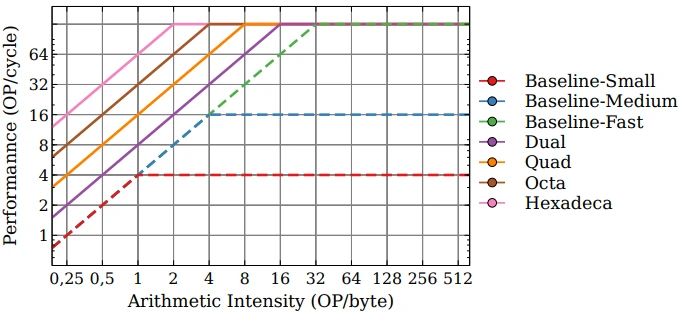 Performannce (OP/cycle)
64
32
16
8
4
2
1
0,25 0,5 1 2 4 8 16 32 64 128 256 512
Arithmetic Intensity (OP/byte)
Baseline-Small
Baseline-Medium
Baseline-Fast
Dual
Quad
Octa
Hexadeca